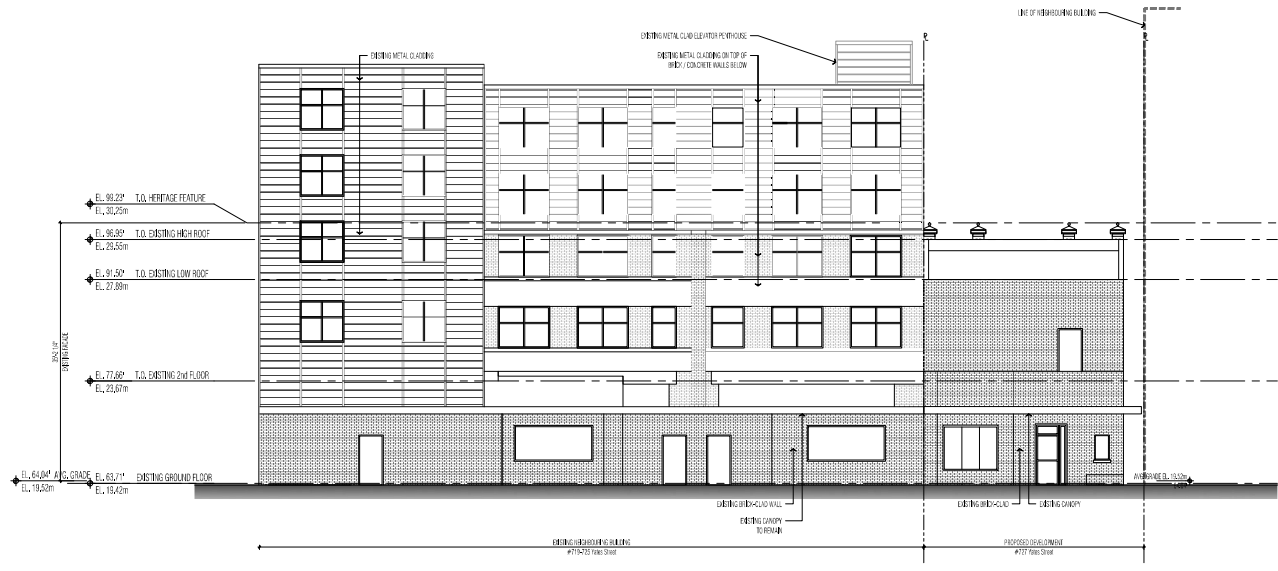 LINE OF NEIGHBOURING BUILDING
EXISTING METAL CLAD ELEVATOR PENTHOUSE
EXISTING METAL CLADDING
EXISTING METAL CLADDING ON TOP OF
BRICK / CONCRETE WALLS BELOW
EL. 99.23' T.O. HERITAGE FEATURE
EL. 30.25m
EL. 96.95' T.O. EXISTING HIGH ROOF
EL. 29.55m
EL. 91.50' T.O. EXISTING LOW ROOF
EL. 27.89m
EXISTING FACADE
EL. 77.66' T.O. EXISTING 2nd FLOOR
EL. 23.67m
EL. 64.04' AVG. GRADE
EL. 19.52m
EL. 63.71' EXISTING GROUND FLOOR
EL. 19.42m
AVG GRADE EL. 19.52m
EXISTING BRICK-CLAD WALL
EXISTING CANOPY
TO REMAIN
EXISTING BRICK-CLAD
EXISTING CANOPY
EXISTING NEIGHBOURING BUILDING
#719-725 Yates Street
PROPOSED DEVELOPMENT
#727 Yates Street